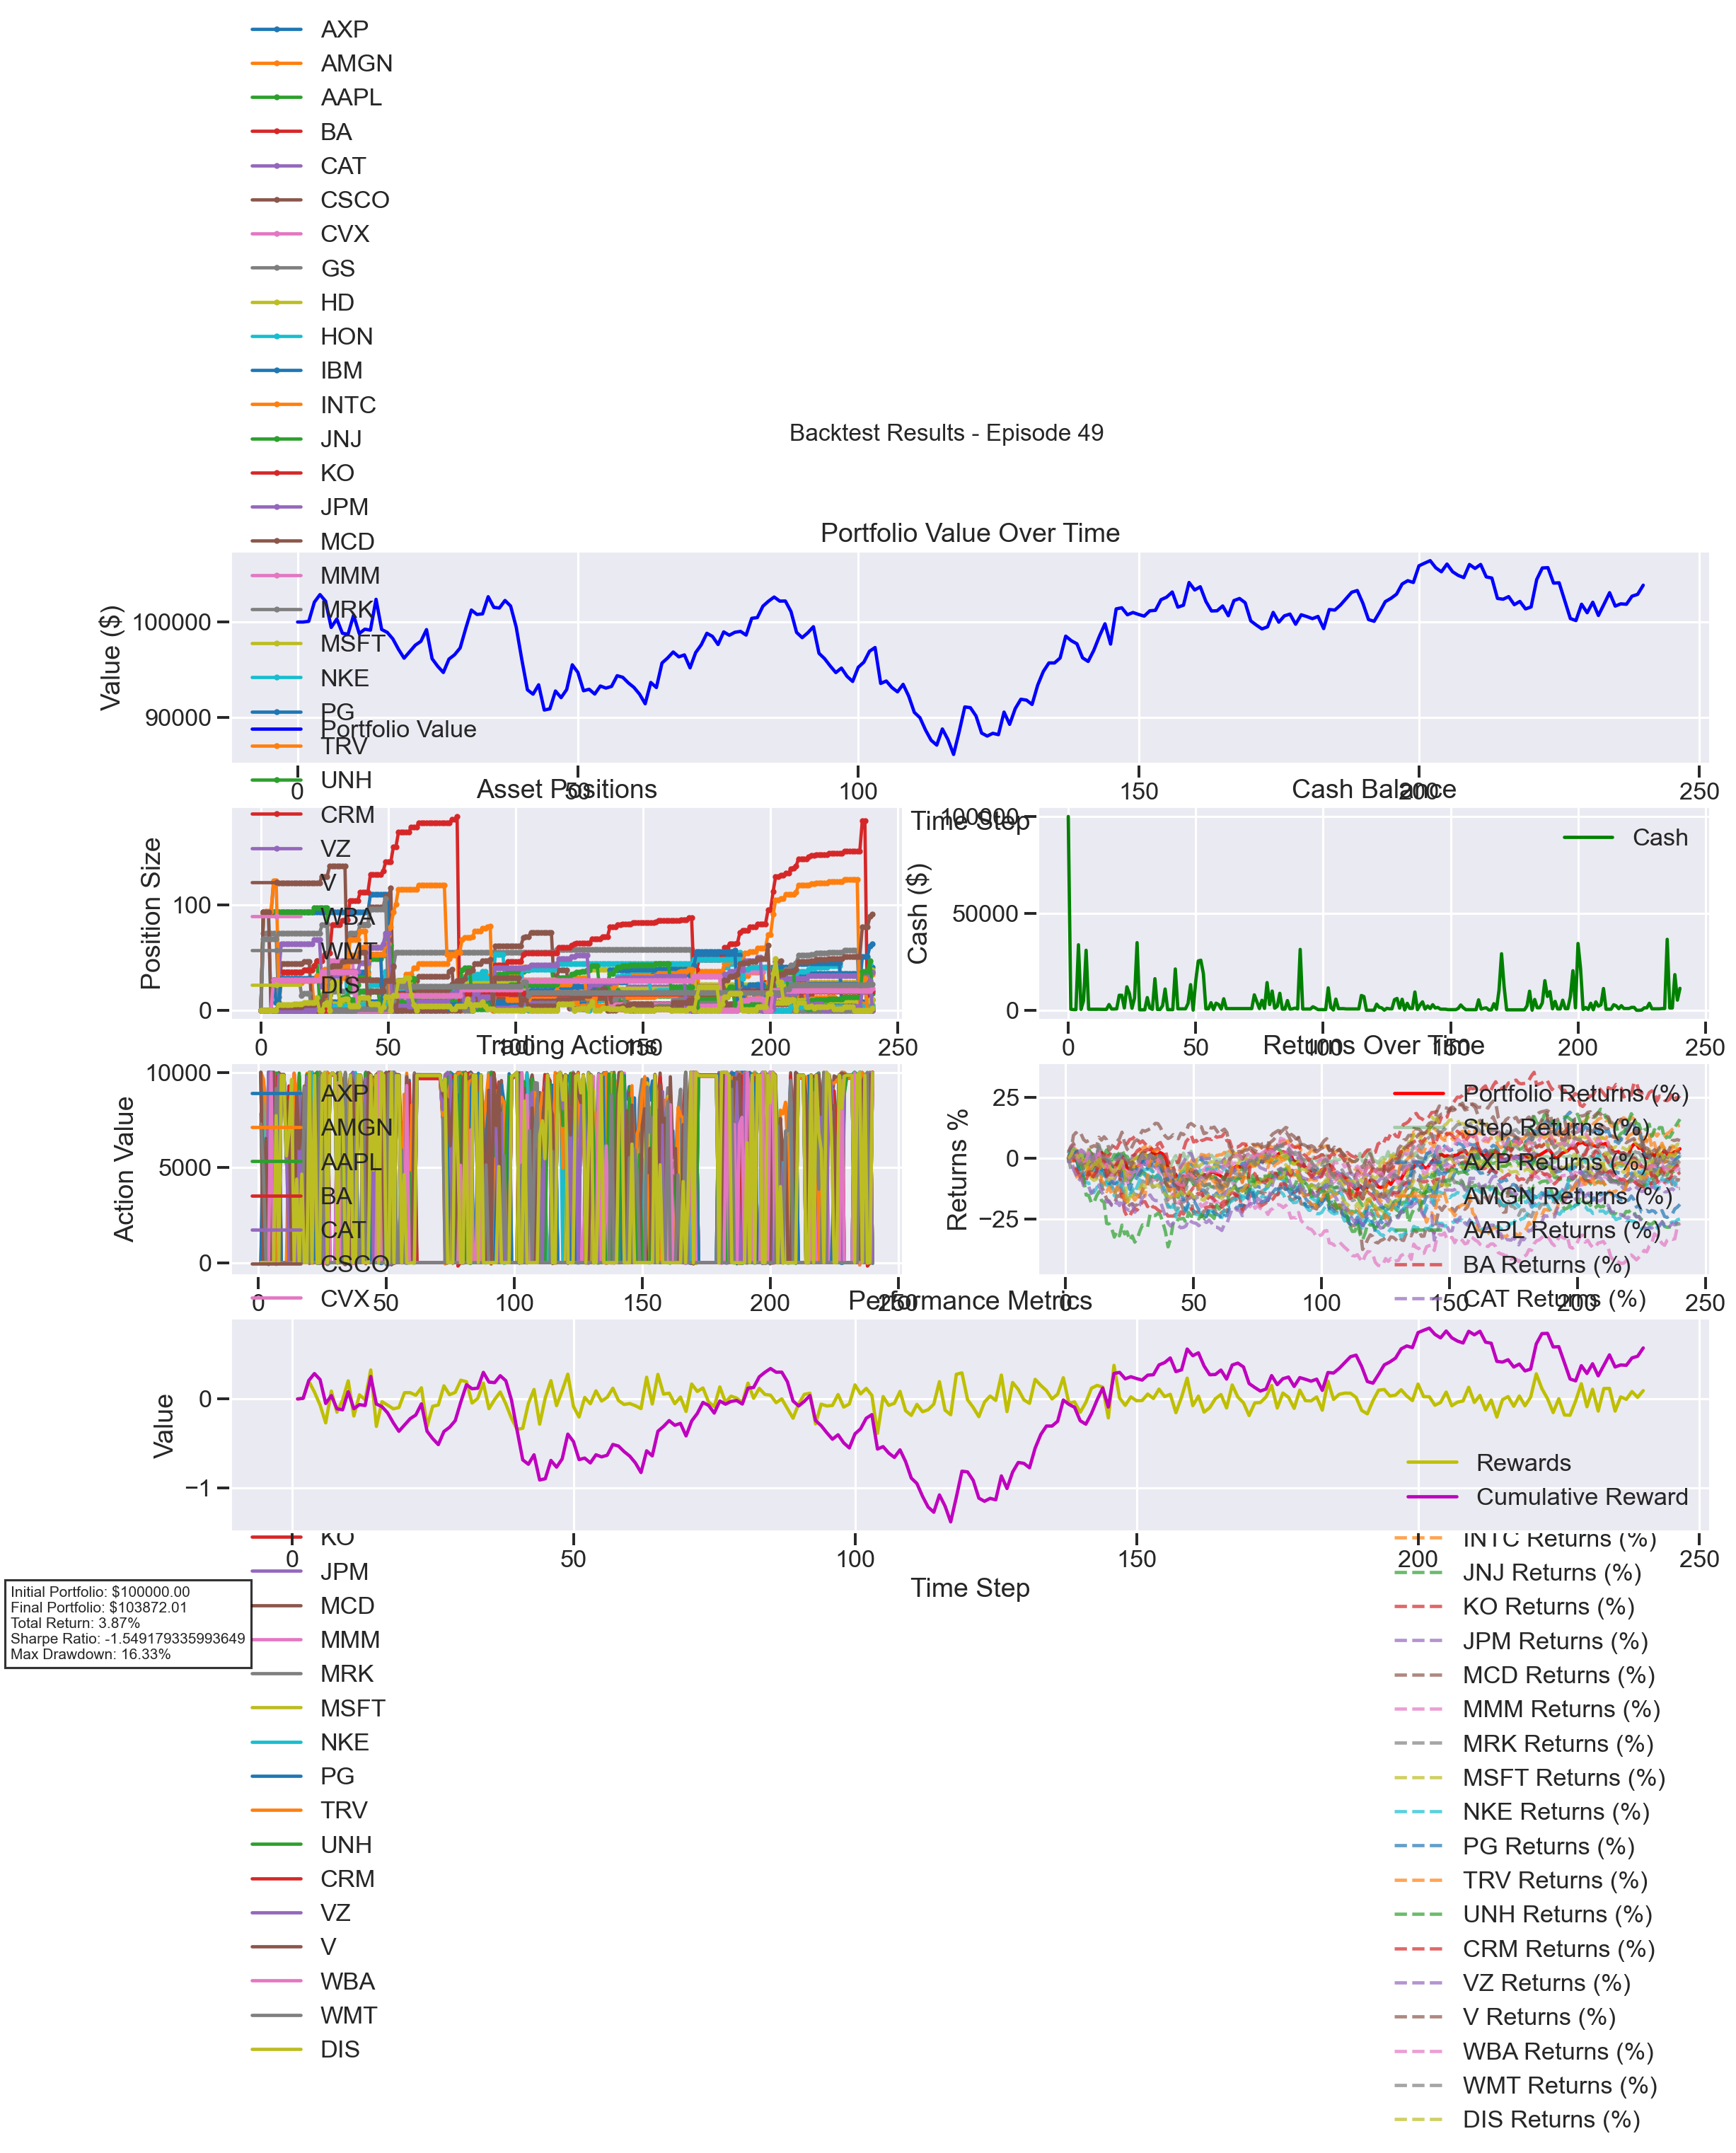 AXP
AMGN
AAPL
BA
CAT
CSCO
CVX
GS
HD
HON
IBM
INTC
JNJ
KO
JPM
MCD
MMM
MRK
MSFT
NKE
PG
TRV
UNH
CRM
VZ
V
WBA
WMT
DIS
Backtest Results - Episode 49
Portfolio Value Over Time
Value ($)
100000
90000
Portfolio Value
0
50
100
150
200
250
Time Step
Asset Positions
Position Size
100
0
0
50
100
150
200
250
Cash Balance
Cash ($)
100000
50000
0
Cash
0
50
100
150
200
250
Trading Actions
Action Value
10000
5000
0
AXP
AMGN
AAPL
BA
CAT
CSCO
CVX
0
50
100
150
200
250
Returns Over Time
Returns %
25
0
−25
Portfolio Returns (%)
Step Returns (%)
AXP Returns (%)
AMGN Returns (%)
AAPL Returns (%)
BA Returns (%)
CAT Returns (%)
0
50
100
150
200
250
Performance Metrics
Value
0
−1
Rewards
Cumulative Reward
0
50
100
150
200
250
Time Step
KO
JPM
MCD
MMM
MRK
MSFT
NKE
PG
TRV
UNH
CRM
VZ
V
WBA
WMT
DIS
Initial Portfolio: $100000.00
Final Portfolio: $103872.01
Total Return: 3.87%
Sharpe Ratio: -1.549179335993649
Max Drawdown: 16.33%
INTC Returns (%)
JNJ Returns (%)
KO Returns (%)
JPM Returns (%)
MCD Returns (%)
MMM Returns (%)
MRK Returns (%)
MSFT Returns (%)
NKE Returns (%)
PG Returns (%)
TRV Returns (%)
UNH Returns (%)
CRM Returns (%)
VZ Returns (%)
V Returns (%)
WBA Returns (%)
WMT Returns (%)
DIS Returns (%)